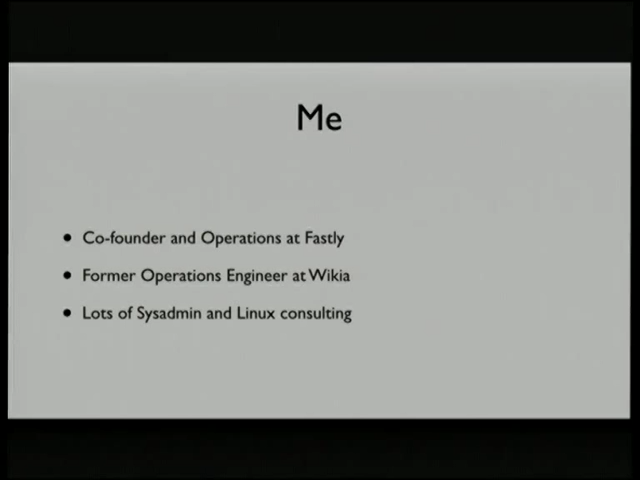 Me
• Co-founder and Operations at Fastly
• Former Operations Engineer at Wikia
• Lots of Sysadmin and Linux consulting